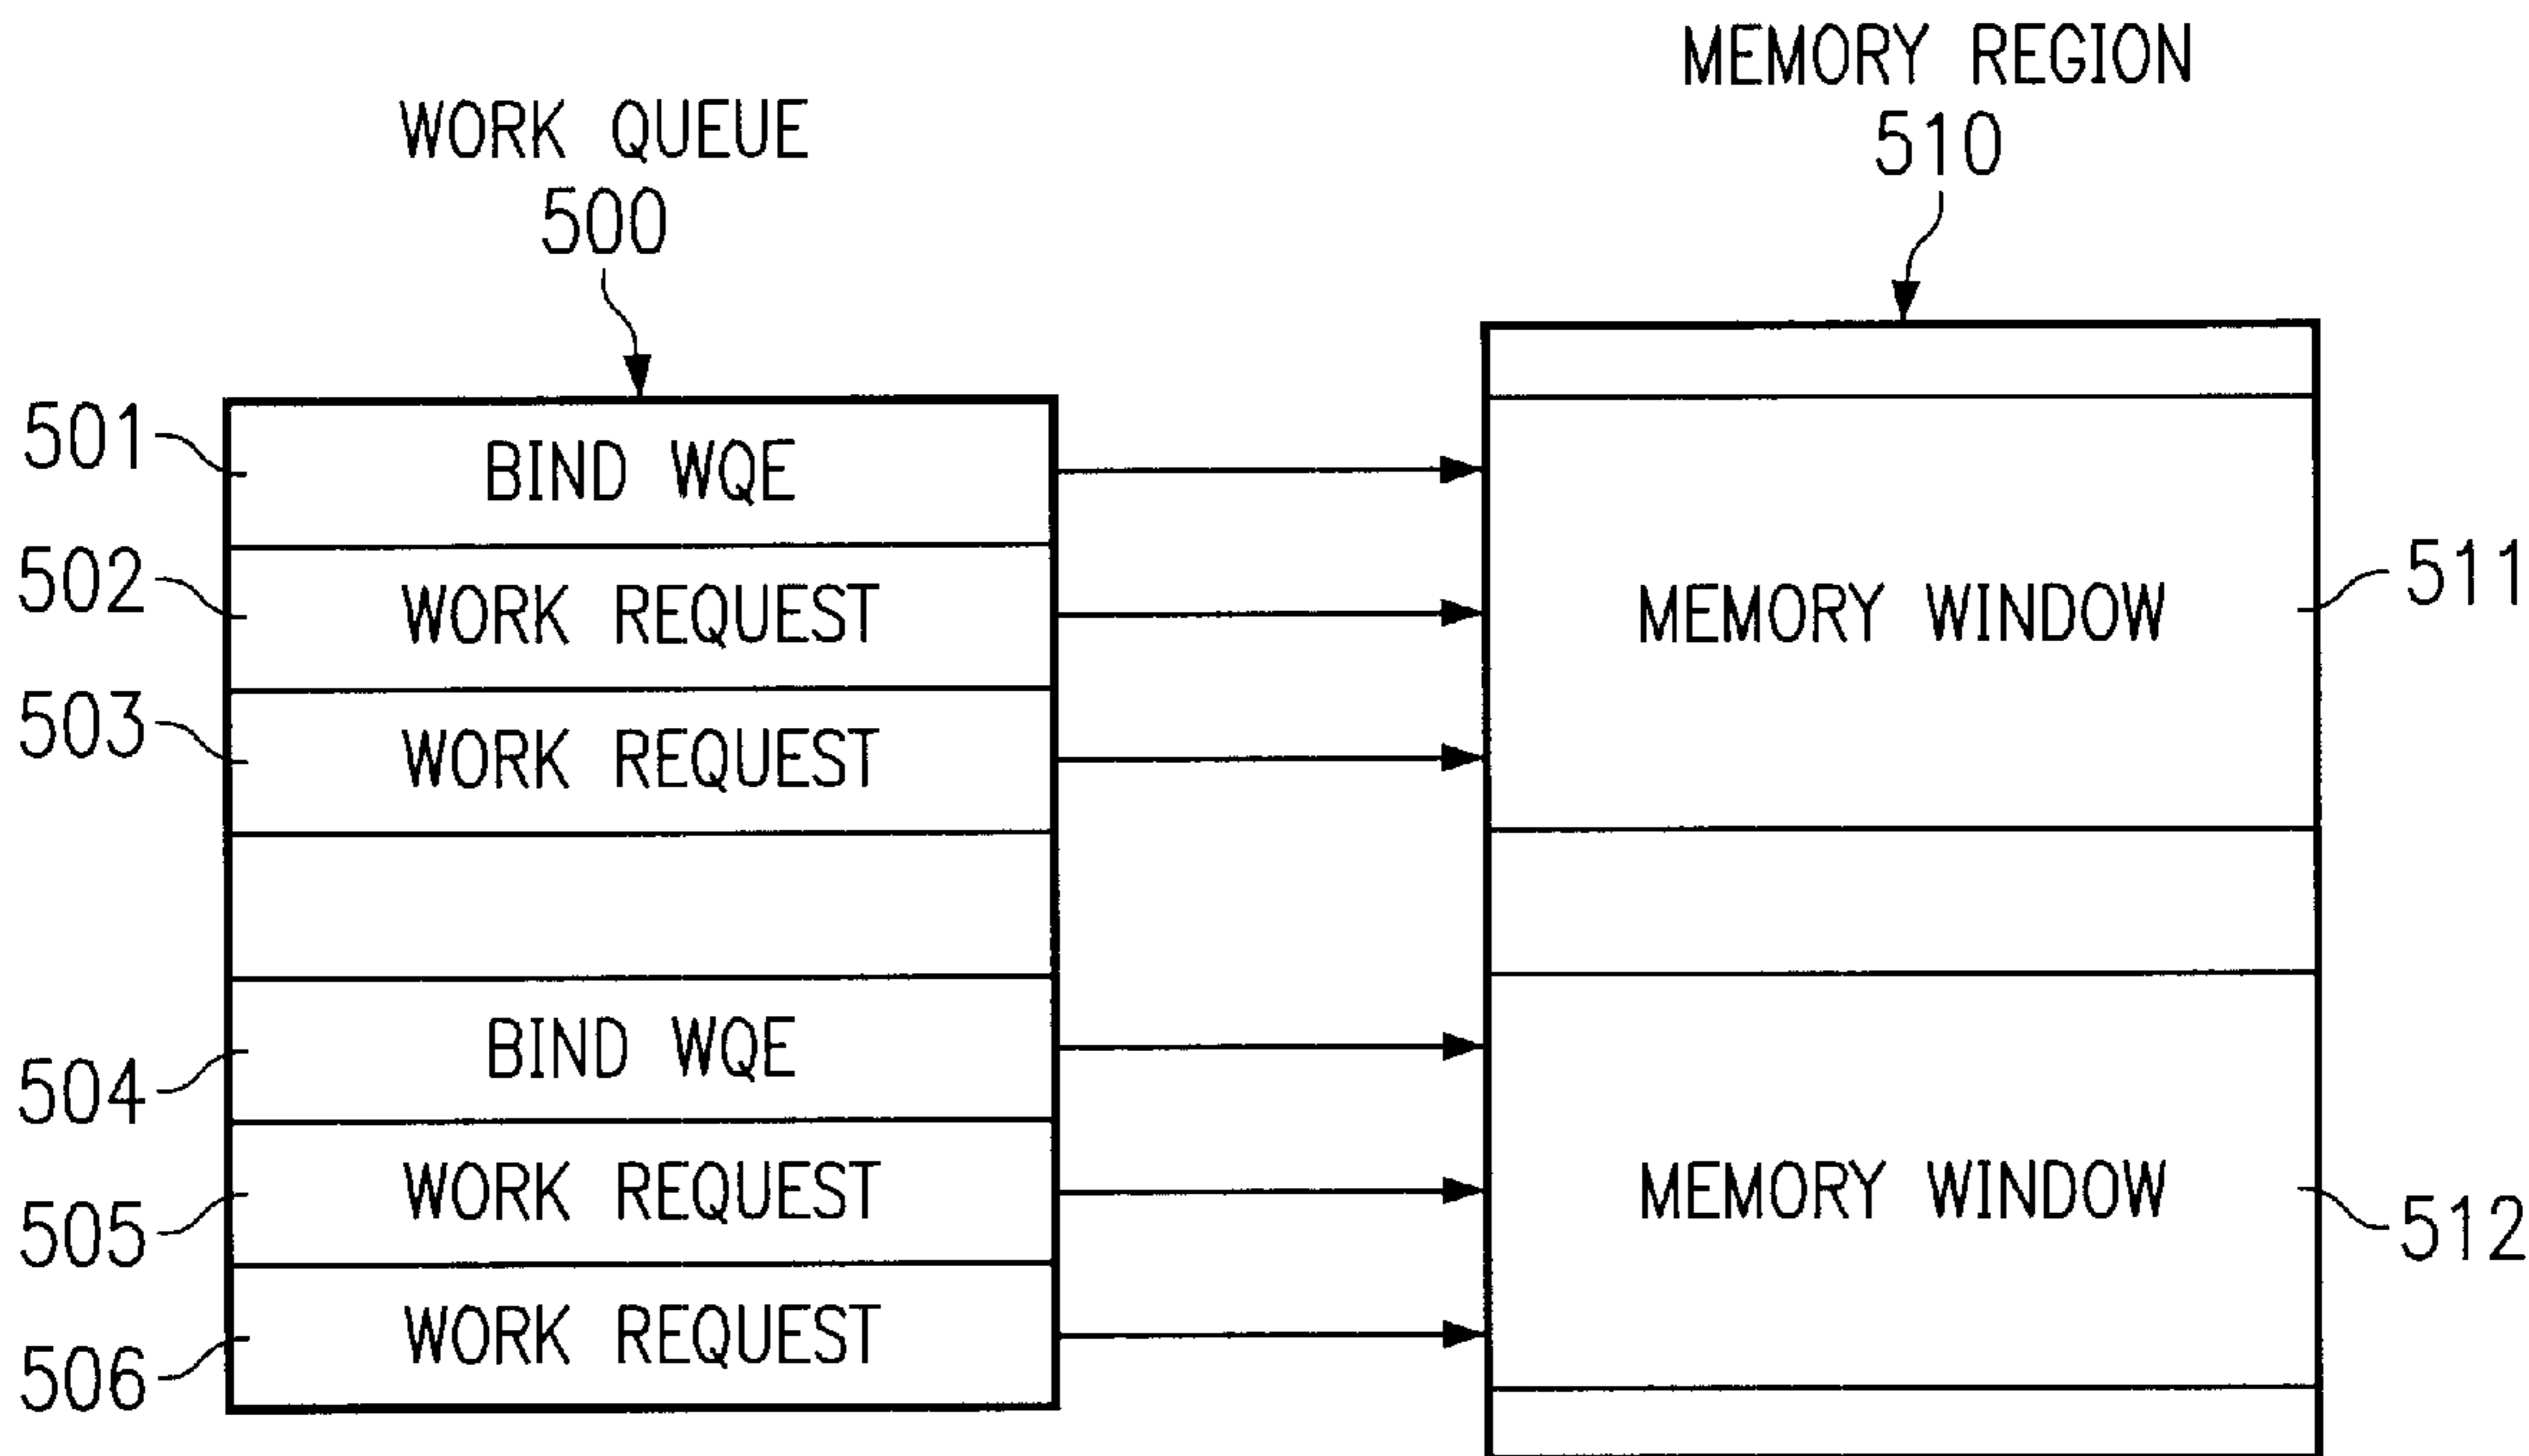 MEMORY REGION
510
WORK QUEUE
500
501
BIND WQE
502
WORK REQUEST
MEMORY WINDOW
511
503
WORK REQUEST
504
BIND WQE
505
WORK REQUEST
MEMORY WINDOW
512
506
WORK REQUEST